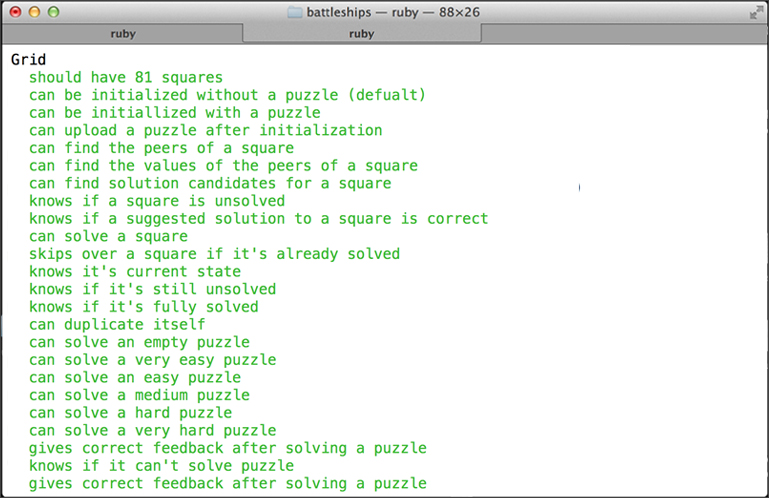 battleships — ruby — 88×26
ruby
ruby
Grid
should have 81 squares
can be initialized without a puzzle (defualt)
can be initiallized with a puzzle
can upload a puzzle after initialization
can find the peers of a square
can find the values of the peers of a square
can find solution candidates for a square
knows if a square is unsolved
knows if a suggested solution to a square is correct
can solve a square
skips over a square if it's already solved
knows it's current state
knows if it's still unsolved
knows if it's fully solved
can duplicate itself
can solve an empty puzzle
can solve a very easy puzzle
can solve an easy puzzle
can solve a medium puzzle
can solve a hard puzzle
can solve a very hard puzzle
gives correct feedback after solving a puzzle
knows if it can't solve puzzle
gives correct feedback after solving a puzzle